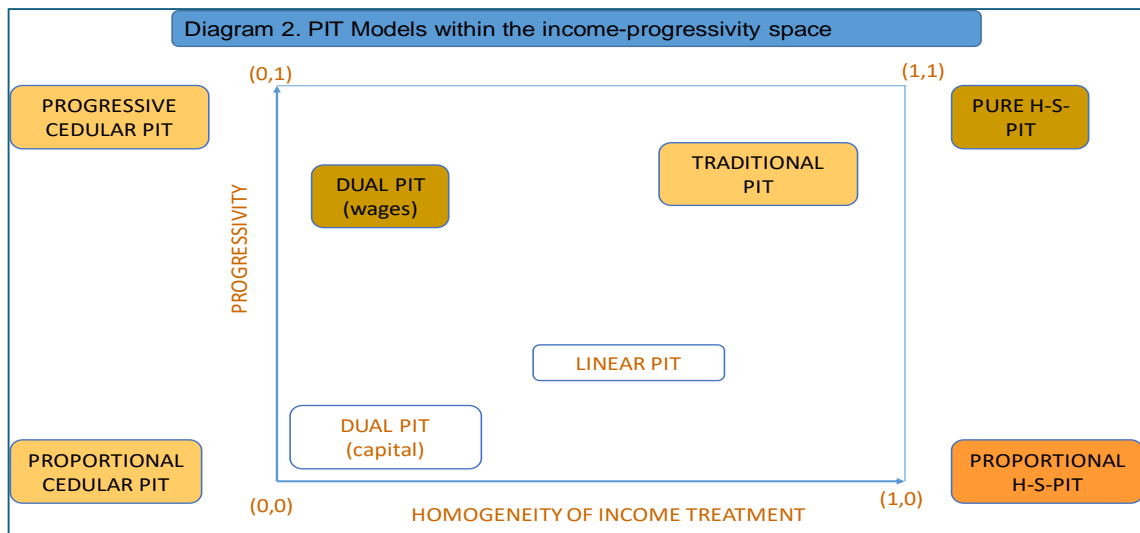 Diagram 2. PIT Models within the income-progressivity space
(0,1)
(1,1)
PROGRESSIVE
CEDULAR PIT
PURE H-S-
PIT
TRADITIONAL
PIT
DUAL PIT
(wages)
PROGRESSIVITY
LINEAR PIT
DUAL PIT
(capital)
PROPORTIONAL
CEDULAR PIT
PROPORTIONAL
H-S-PIT
(0,0)
(1,0)
HOMOGENEITY OF INCOME TREATMENT